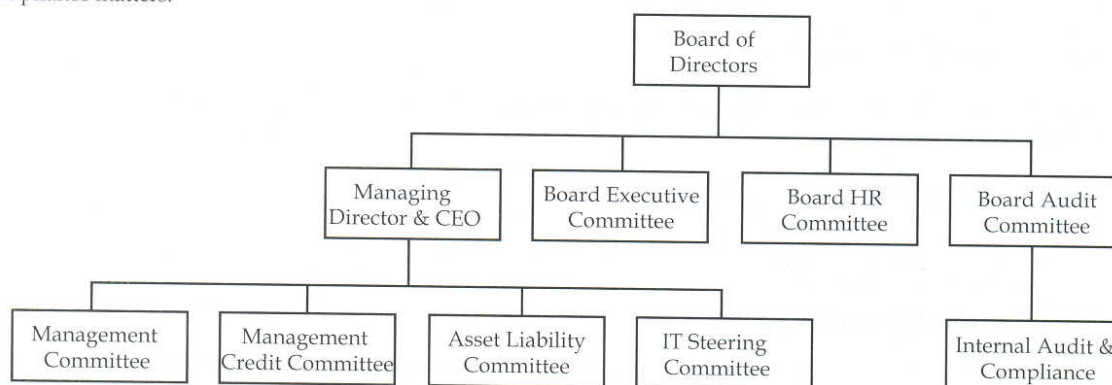 matters.
Board of
Directors
Managing
Director & CEO
Board Executive
Committee
Board HR
Committee
Board Audit
Committee
Management
Committee
Management
Credit Committee
Asset Liability
Committee
IT Steering
Committee
Internal Audit &
Compliance